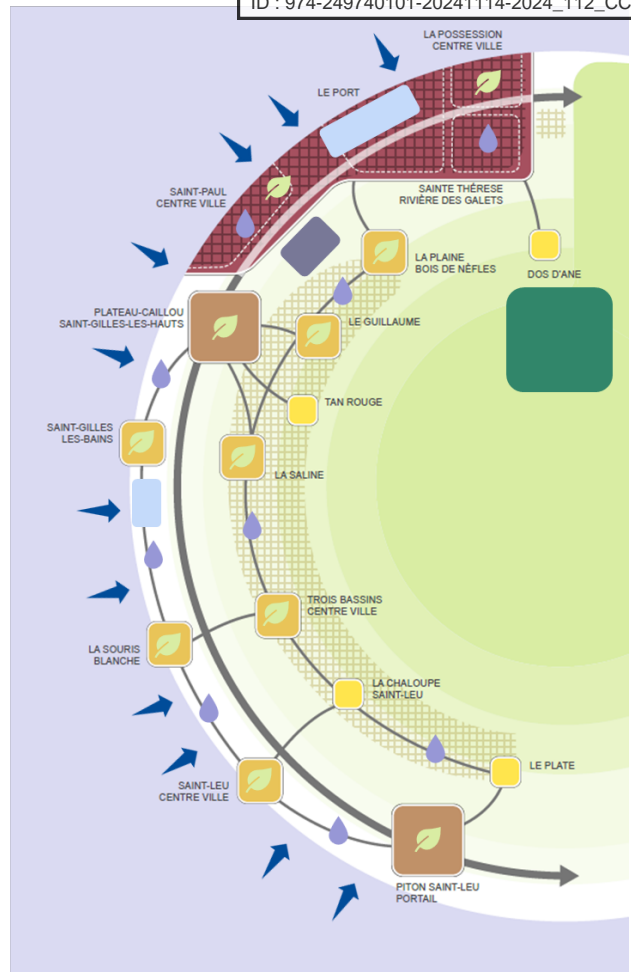 ID : 974-249740101-20241114-2024_112_CC
LA POSSESSION
CENTRE VILLE
LE PORT
SAINT-PAUL
CENTRE VILLE
SAINTE THÉRESE
RIVIÈRE DES GALETS
LA PLAINE
BOIS DE NÈFLES
DOS D'ANE
PLATEAU-CAILLOU
SAINT-GILLES-LES-HAUTS
LE GUILLAUME
TAN ROUGE
SAINT-GILLES
LES-BAINS
LA SALINE
TROIS BASSINS
CENTRE VILLE
LA SOURIS
BLANCHE
LA CHALOUPE
SAINT-LEU
LE PLATE
SAINT-LEU
CENTRE VILLE
PITON SAINT-LEU
PORTAIL